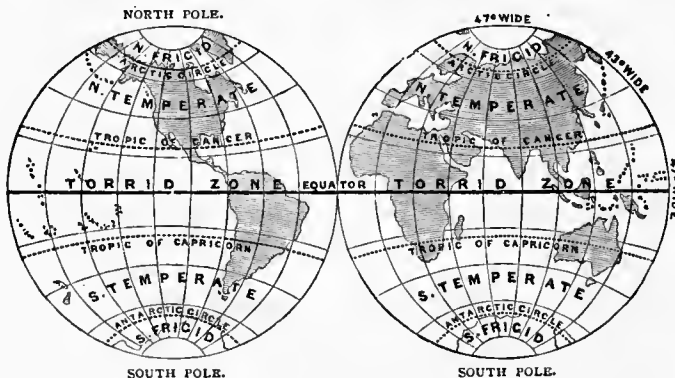 NORTH POLE.
47° WIDE
N. FRIGID
ARCTIC CIRCLE
N. TEMPERATE
TROPIC OF CANCER
TORRID ZONE
EQUATOR
TROPIC OF CAPRICORN
S. TEMPERATE
ANTARCTIC CIRCLE
S. FRIGID
SOUTH POLE.
N. FRIGID
ARCTIC CIRCLE
43° WIDE
N. TEMPERATE
TROPIC OF CANCER
TORRID ZONE
47° WIDE
TROPIC OF CAPRICORN
S. TEMPERATE
ANTARCTIC CIRCLE
S. FRIGID
SOUTH POLE.